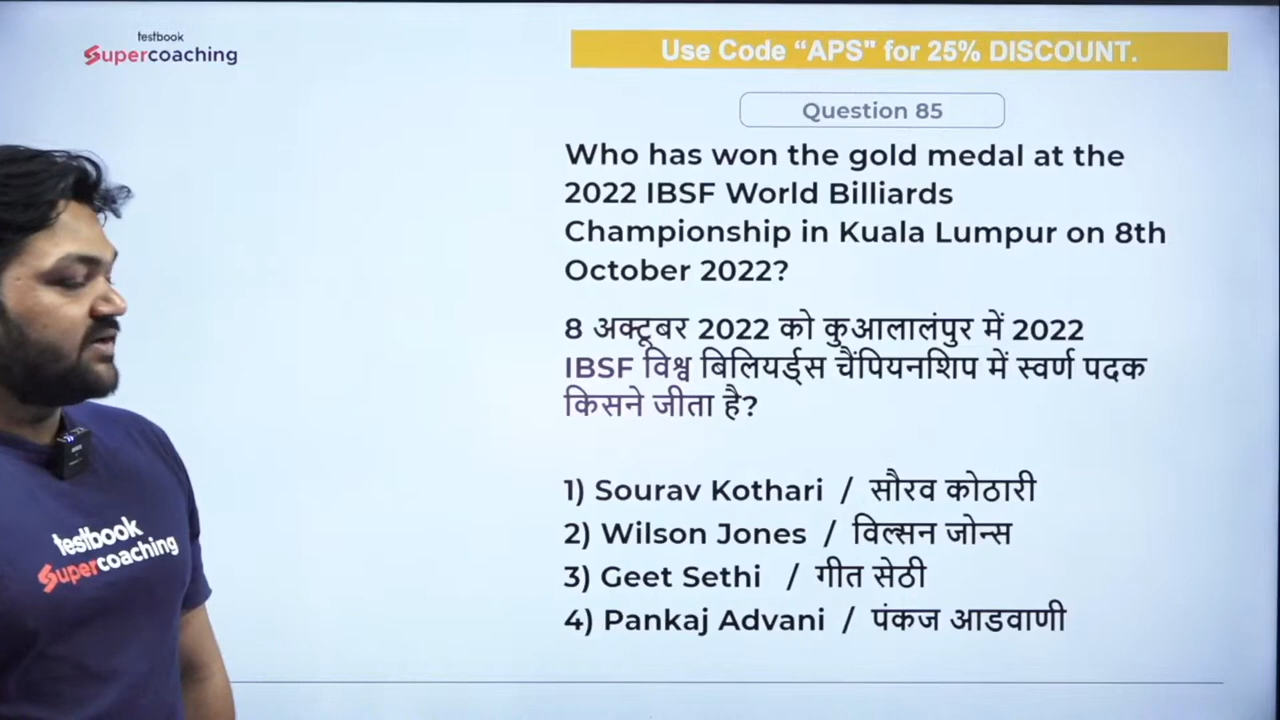 testbook
Supercoaching
Use Code “APS" for 25% DISCOUNT.
Question 85
Who has won the gold medal at the
2022 IBSF World Billiards
Championship in Kuala Lumpur on 8th
October 2022?
8 अक्टूबर 2022 को कुआलालंपुर में 2022
IBSF विश्व बिलियर्ड्स चैंपियनशिप में स्वर्ण पदक
किसने जीता है?
1) Sourav Kothari / सौरव कोठारी
2) Wilson Jones / विल्सन जोन्स
3) Geet Sethi / गीत सेठी
4) Pankaj Advani / पंकज आडवाणी
testbook
Supercoaching